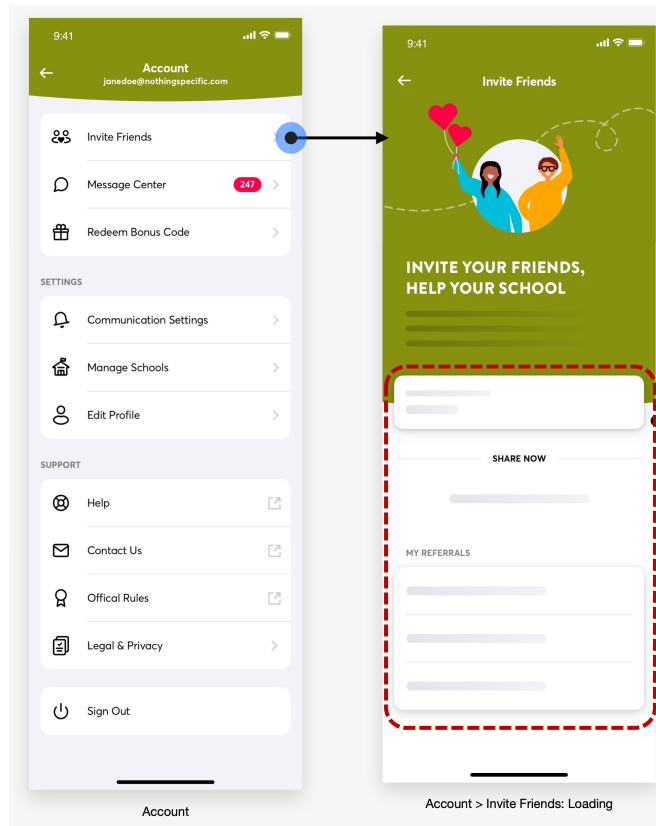 9:41
Account
janedoe@nothingspecific.com
Invite Friends
Message Center 247
Redeem Bonus Code
SETTINGS
Communication Settings
Manage Schools
Edit Profile
SUPPORT
Help
Contact Us
Offical Rules
Legal & Privacy
Sign Out
Account
9:41
Invite Friends
INVITE YOUR FRIENDS,
HELP YOUR SCHOOL
SHARE NOW
MY REFERRALS
Account > Invite Friends: Loading